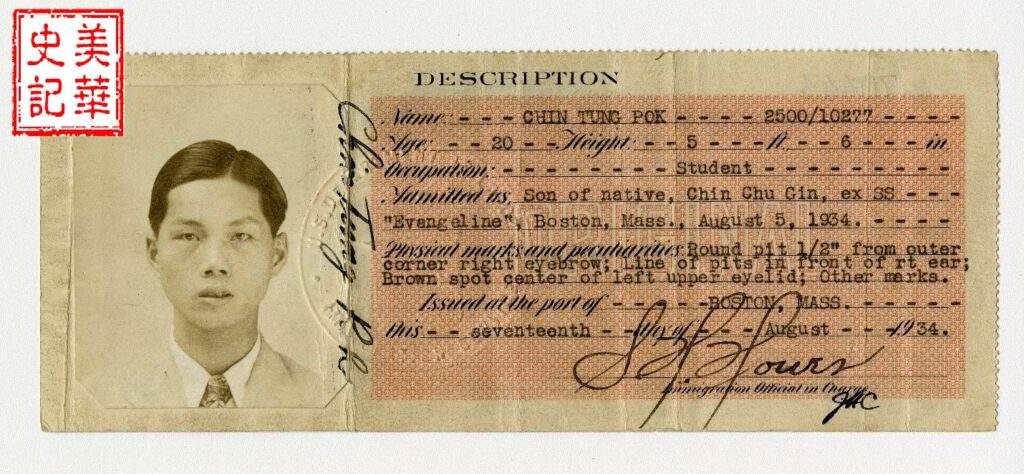 美華
史記
DESCRIPTION
Name: - - - CHIN TUNG POK - - - - 2500/10277 - - - -
Age: - - 20 - - Height: - - 5 - - ft. - - 6 - - in
Occupation: - - - - - - - - Student - - - - - - - - -
Admitted as Son of native, Chin Chu Gin, ex SS - - -
"Evangeline", Boston, Mass., August 5, 1934. - - - -
Physical marks and peculiarities Round pit 1/2" from outer
corner right eyebrow; Line of pits in front of rt ear;
Brown spot center of left upper eyelid; Other marks.
Issued at the port of - - - - BOSTON, MASS. - - - - -
this - - seventeenth - - day of - - - August - - - 1934.
Immigration Official in Charge
Chin Tung Pok